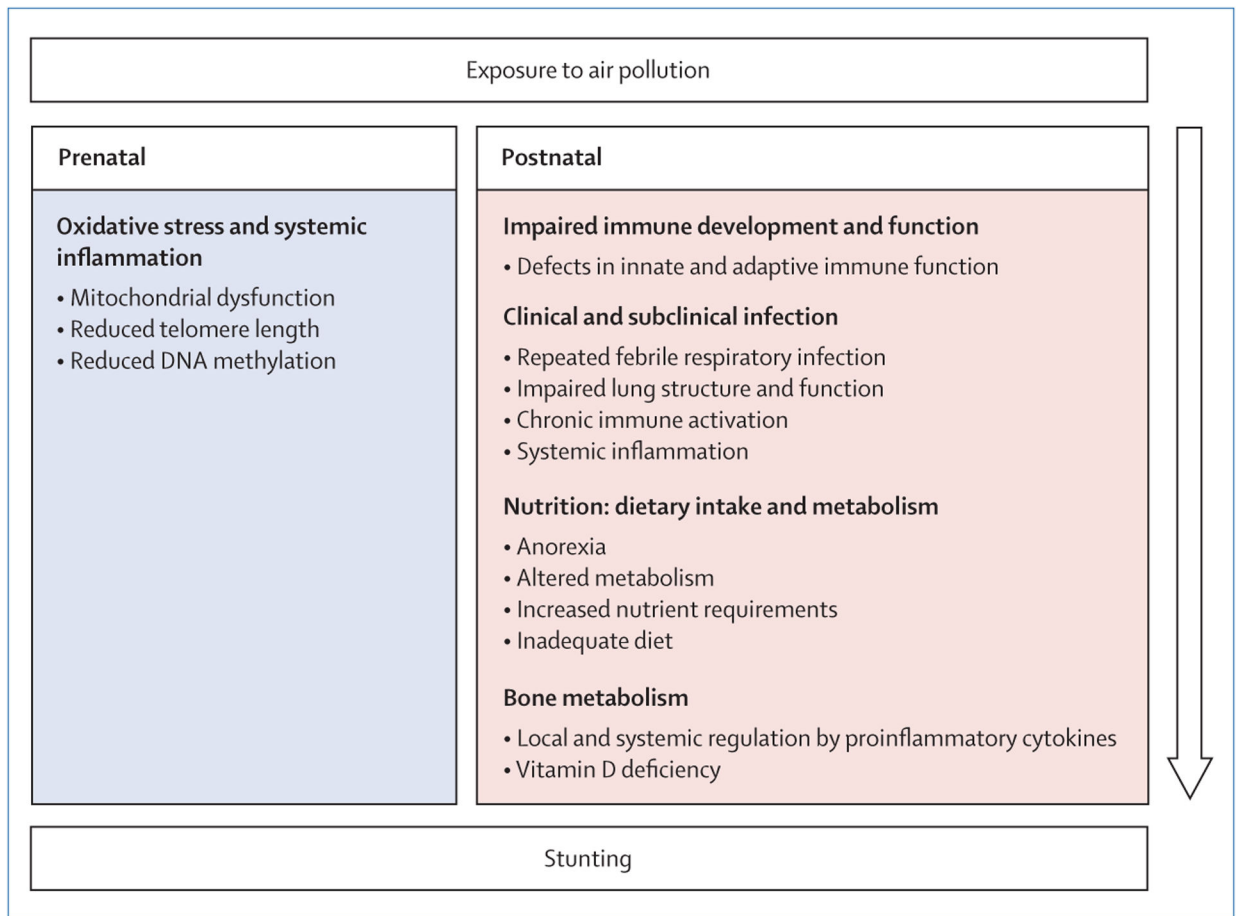 Exposure to air pollution
Prenatal
Oxidative stress and systemic
inflammation
• Mitochondrial dysfunction
• Reduced telomere length
• Reduced DNA methylation
Postnatal
Impaired immune development and function
• Defects in innate and adaptive immune function
Clinical and subclinical infection
• Repeated febrile respiratory infection
• Impaired lung structure and function
• Chronic immune activation
• Systemic inflammation
Nutrition: dietary intake and metabolism
• Anorexia
• Altered metabolism
• Increased nutrient requirements
• Inadequate diet
Bone metabolism
• Local and systemic regulation by proinflammatory cytokines
• Vitamin D deficiency
Stunting